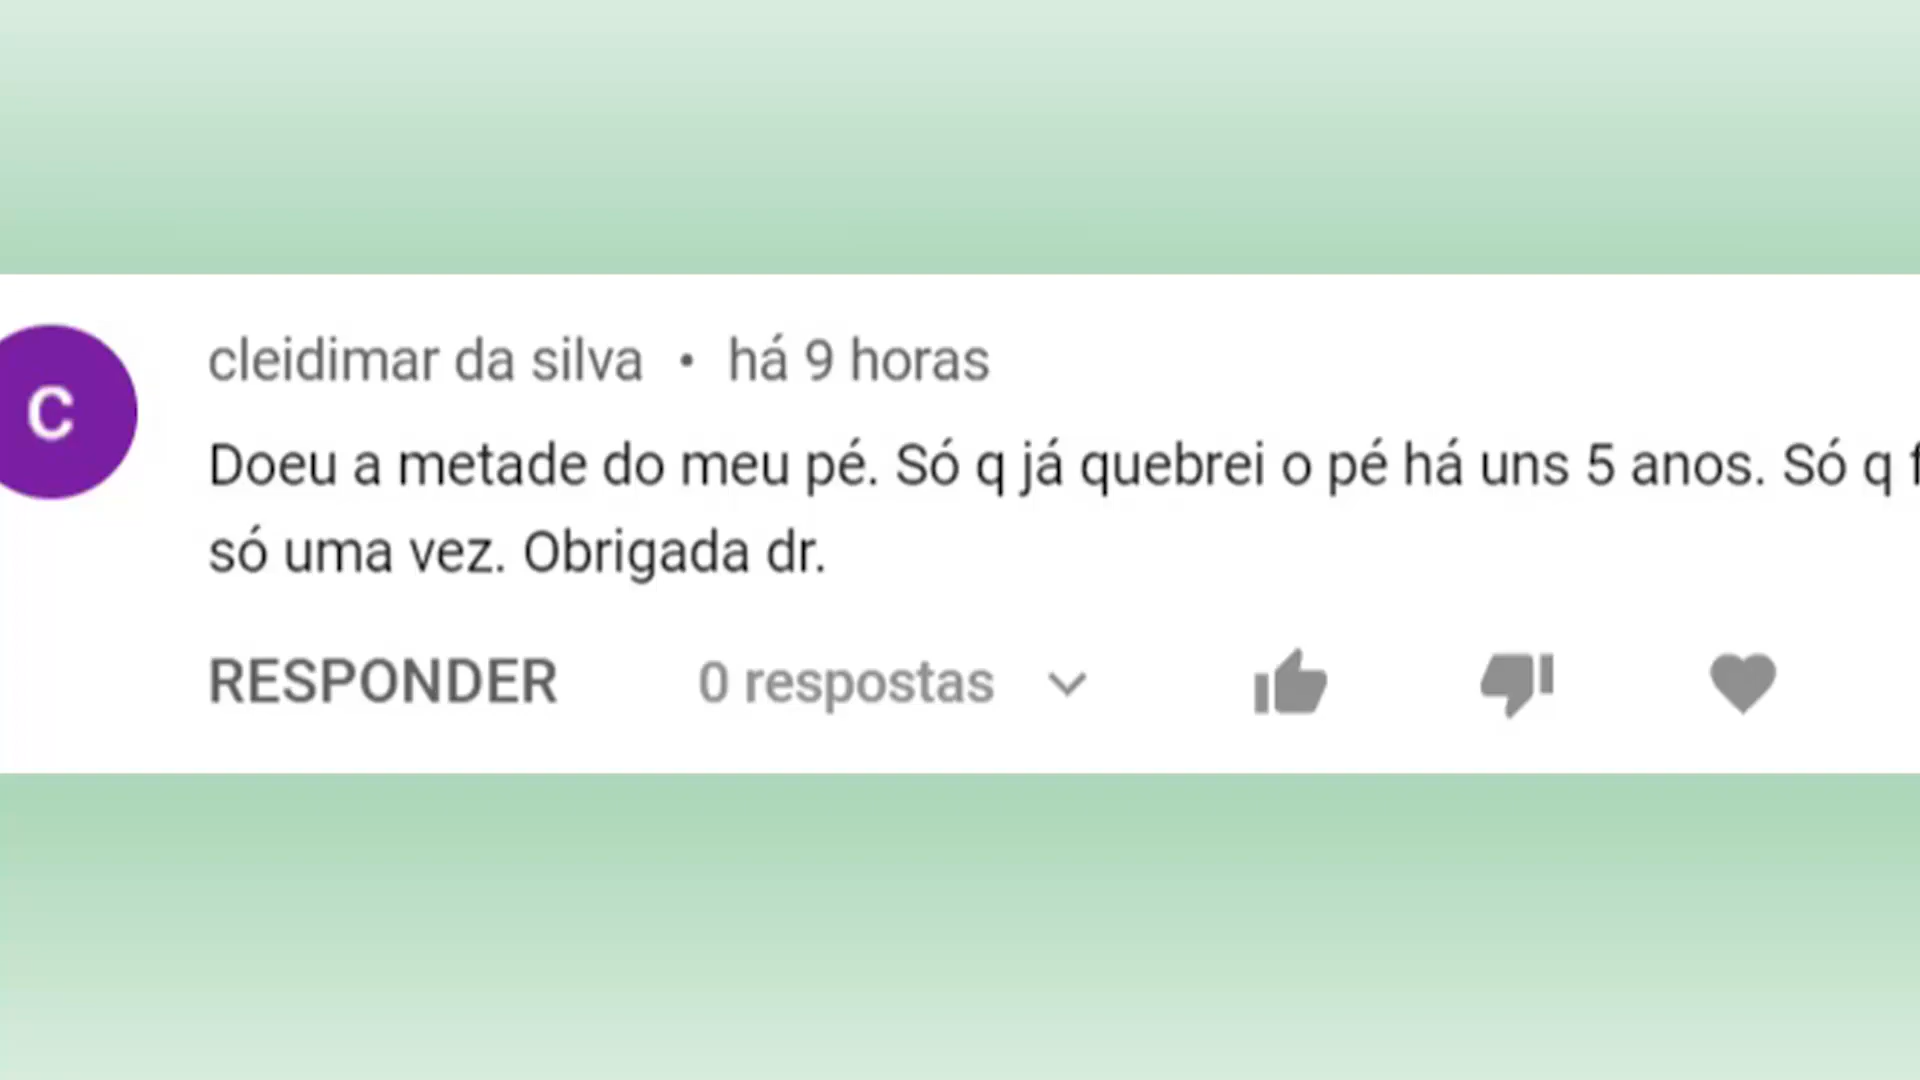 C
cleidimar da silva • há 9 horas
Doeu a metade do meu pé. Só q já quebrei o pé há uns 5 anos. Só q
só uma vez. Obrigada dr.
RESPONDER 0 respostas